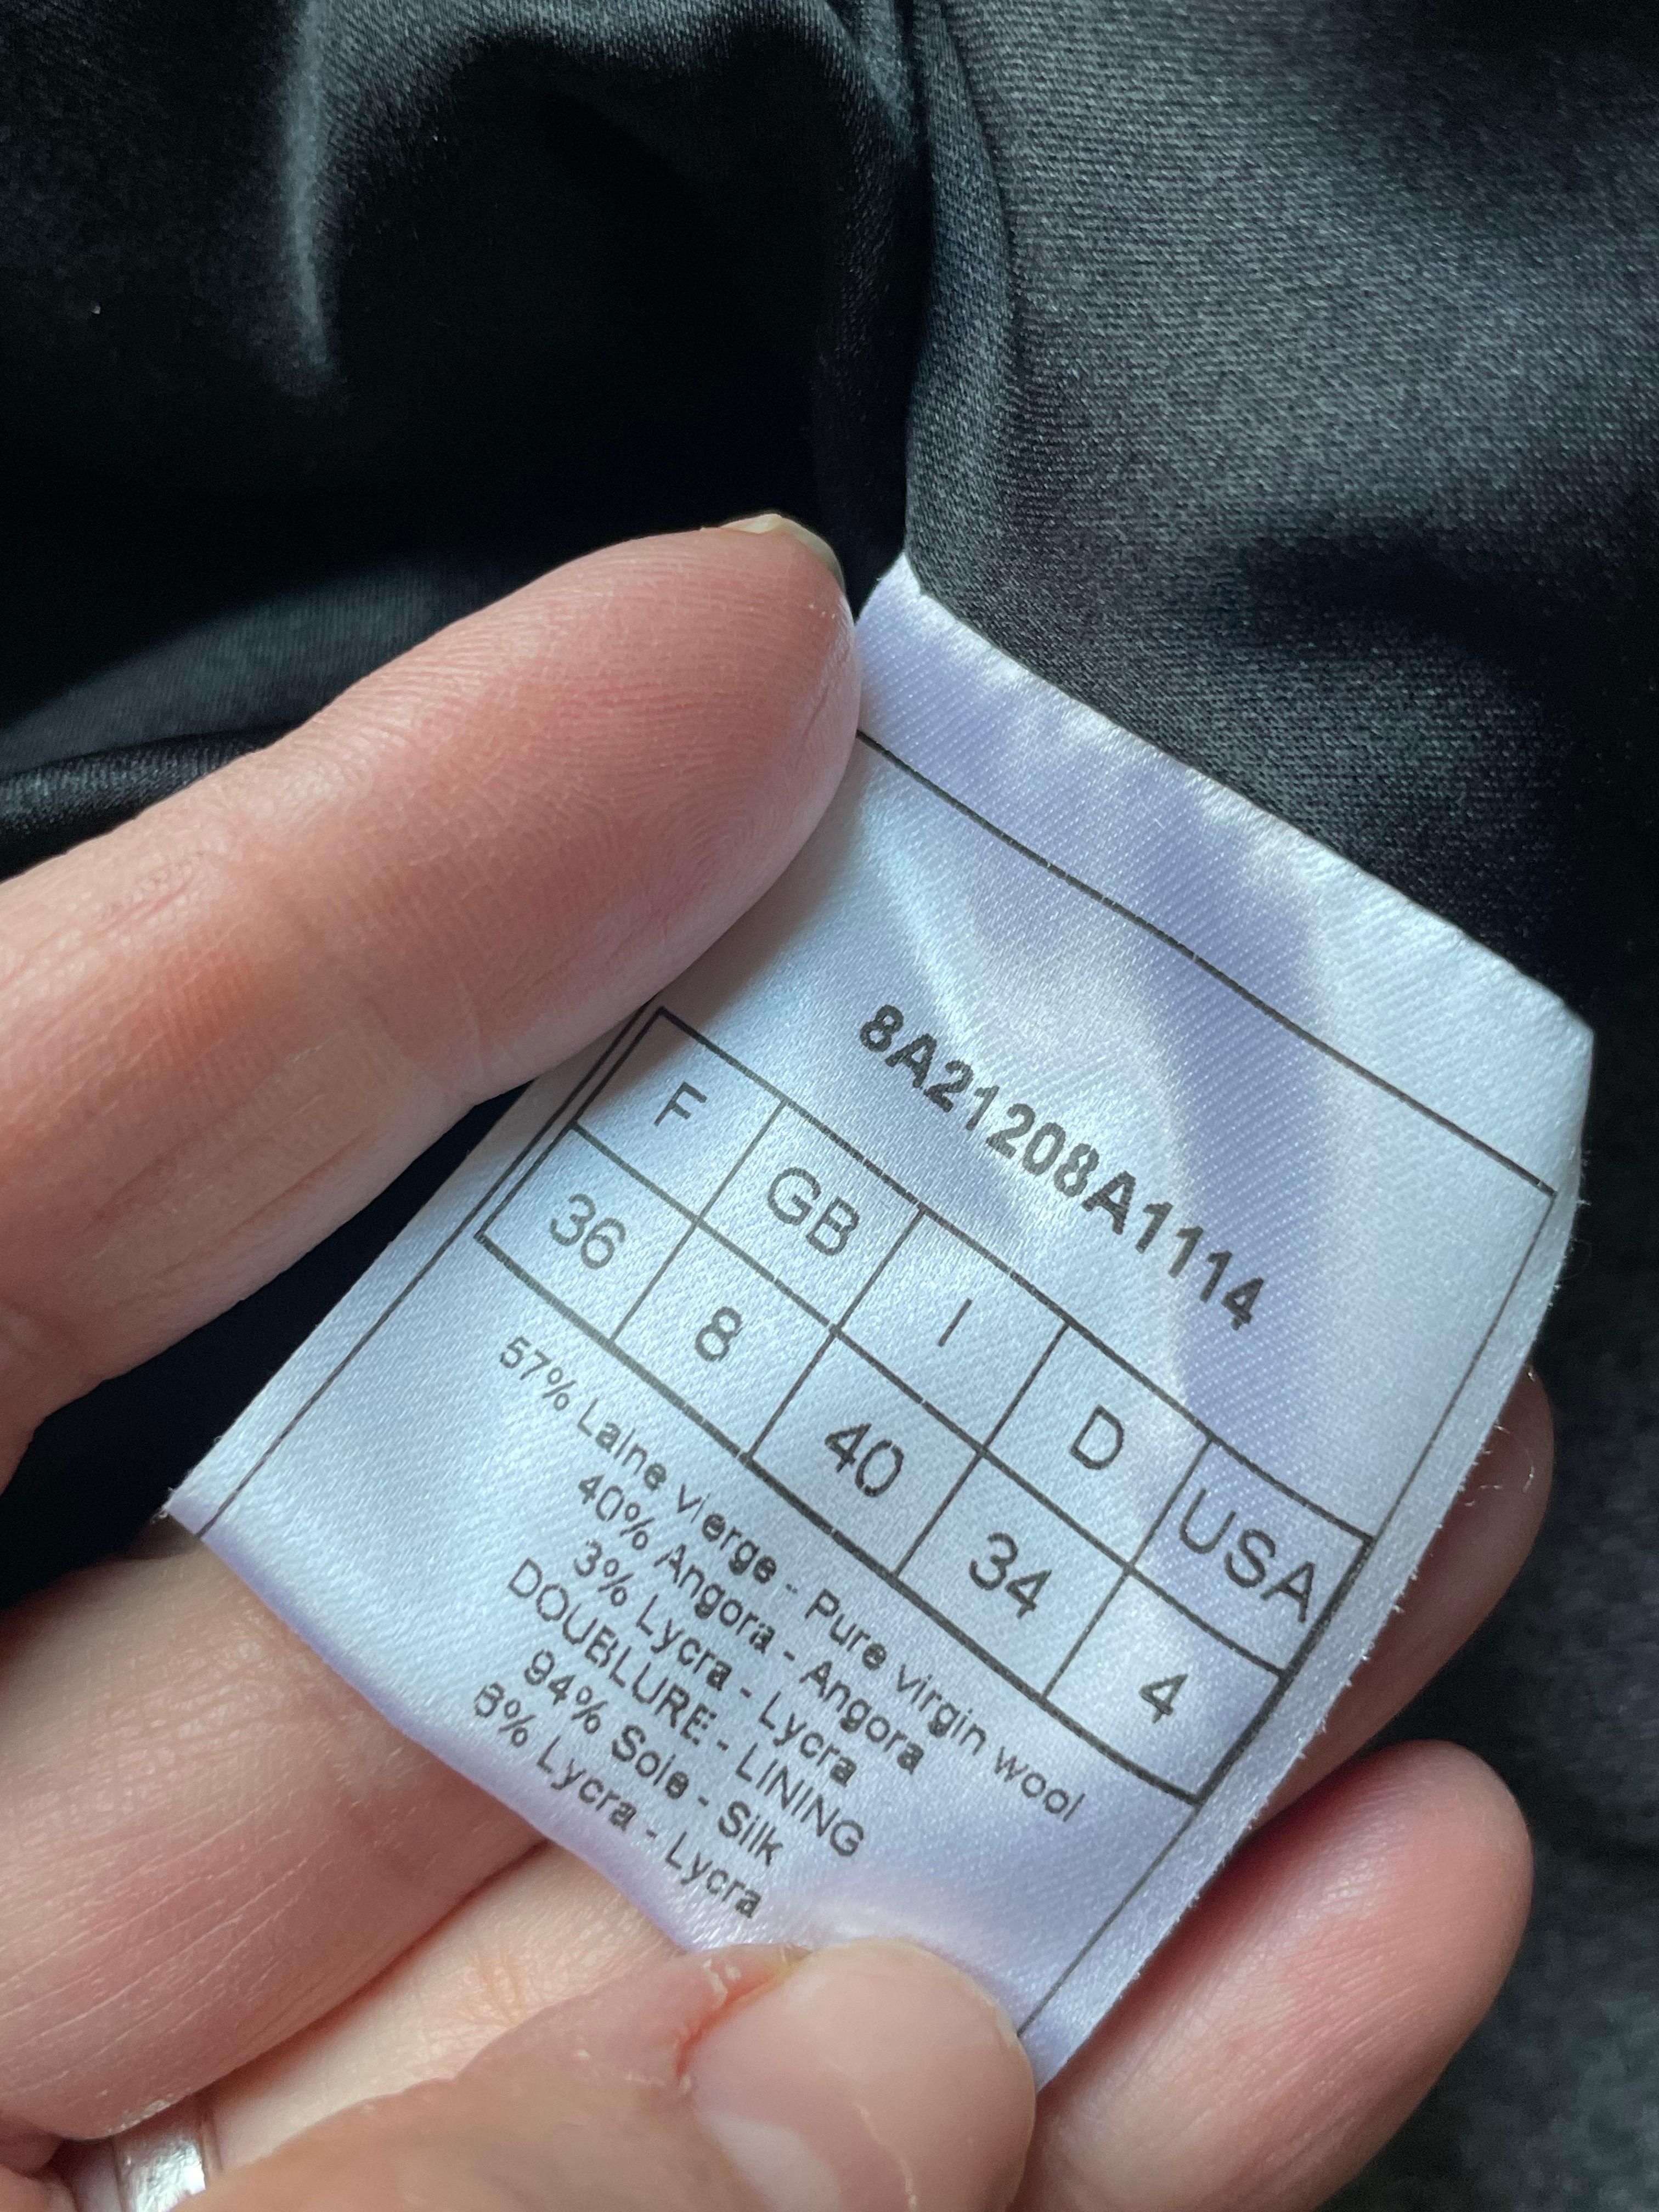 8A21208A1114
F GB I D USA
36 8 40 34 4
57% Laine vierge - Pure virgin wool
40% Angora - Angora
3% Lycra - Lycra
DOUBLURE - LINING
94% Soie - Silk
6% Lycra - Lycra